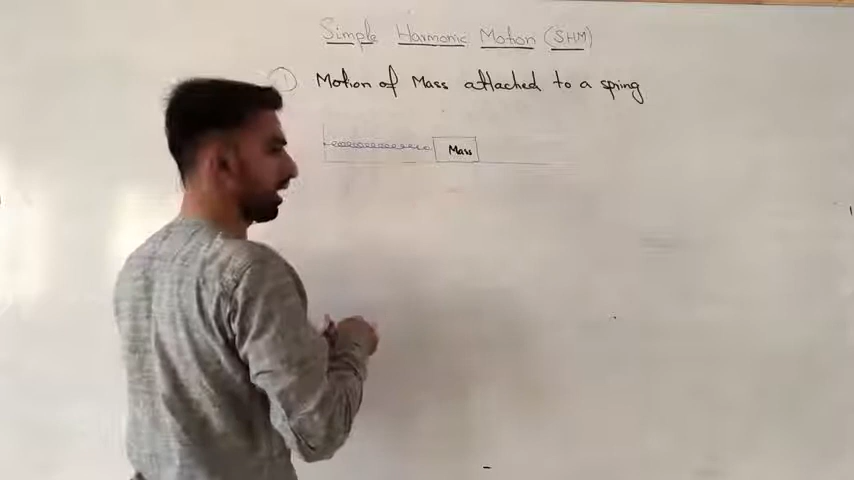 Simple Harmonic Motion (SHM)
① Motion of Mass attached to a spring
Mass